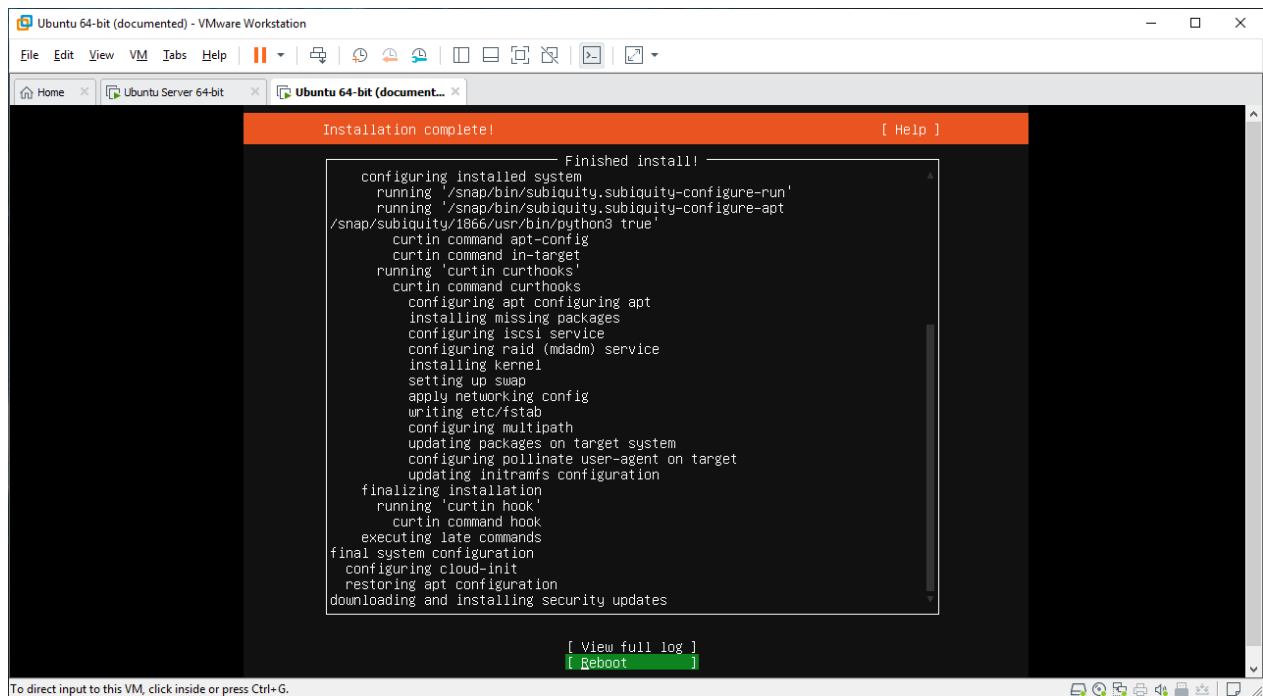 Ubuntu 64-bit (documented) - VMware Workstation
File Edit View VM Tabs Help
Home Ubuntu Server 64-bit Ubuntu 64-bit (document...
Installation complete! [ Help ]
Finished install!
configuring installed system
running '/snap/bin/subiquity.subiquity-configure-run'
running '/snap/bin/subiquity.subiquity-configure-apt
/snap/subiquity/1866/usr/bin/python3 true'
curtin command apt-config
curtin command in-target
running 'curtin curthooks'
curtin command curthooks
configuring apt configuring apt
installing missing packages
configuring iscsi service
configuring raid (mdadm) service
installing kernel
setting up swap
apply networking config
writing etc/fstab
configuring multipath
updating packages on target system
configuring pollinate user-agent on target
updating initramfs configuration
finalizing installation
running 'curtin hook'
curtin command hook
executing late commands
final system configuration
configuring cloud-init
restoring apt configuration
downloading and installing security updates
[ View full log ]
[ Reboot ]
To direct input to this VM, click inside or press Ctrl+G.